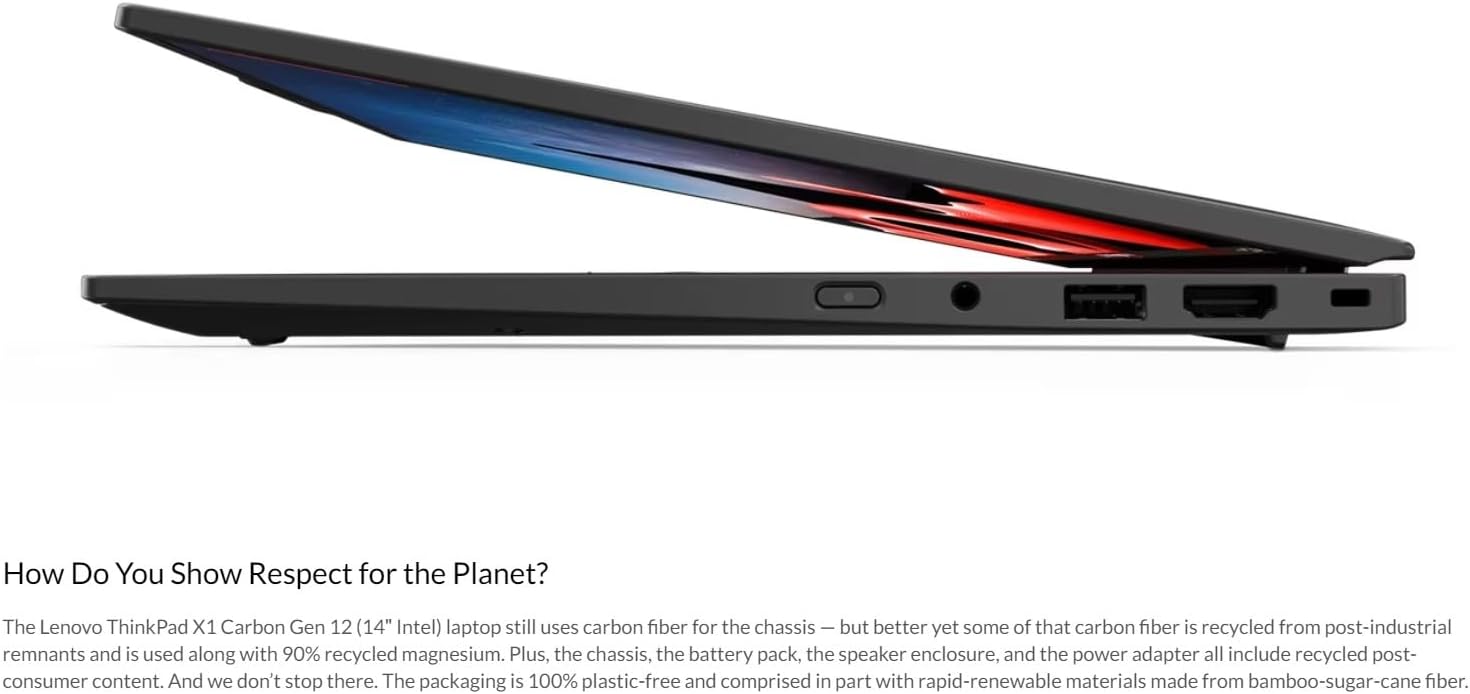 How Do You Show Respect for the Planet?
The Lenovo ThinkPad X1 Carbon Gen 12 (14" Intel) laptop still uses carbon fiber for the chassis — but better yet some of that carbon fiber is recycled from post-industrial
remnants and is used along with 90% recycled magnesium. Plus, the chassis, the battery pack, the speaker enclosure, and the power adapter all include recycled post-
consumer content. And we don’t stop there. The packaging is 100% plastic-free and comprised in part with rapid-renewable materials made from bamboo-sugar-cane fiber.